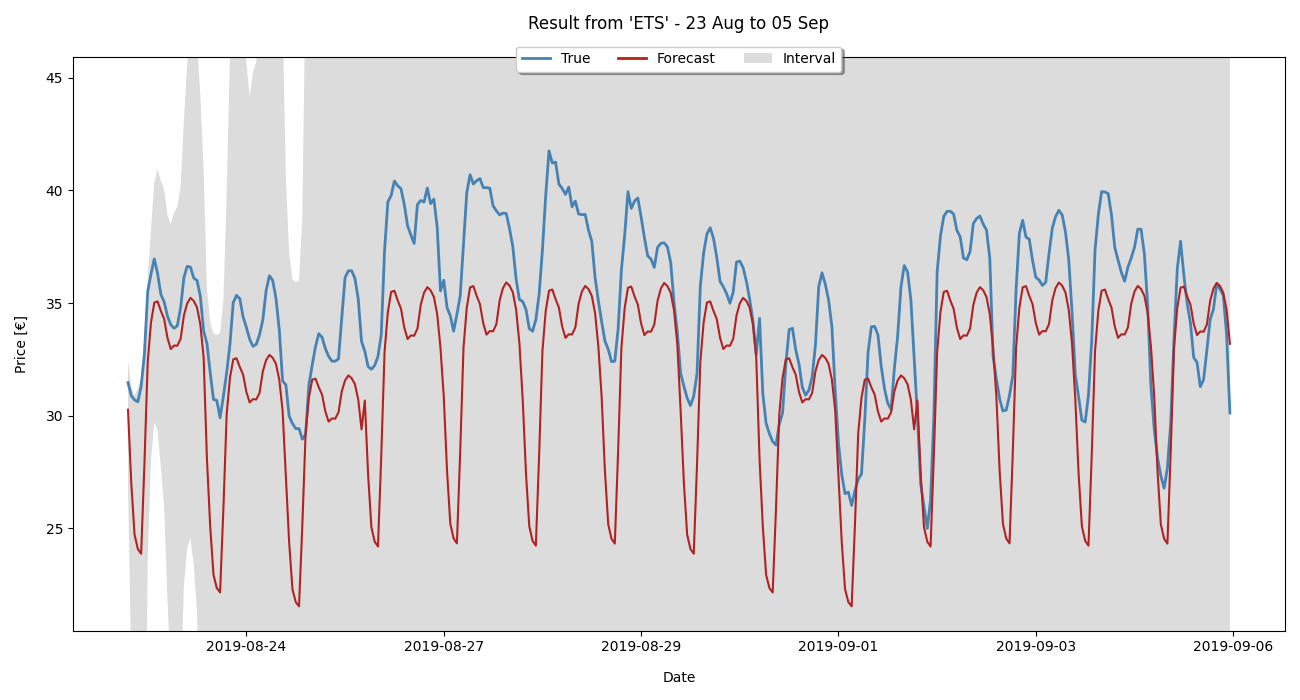 Result from 'ETS' - 23 Aug to 05 Sep
True Forecast Interval
45
40
35
30
25
Price [€]
2019-08-24 2019-08-27 2019-08-29 2019-09-01 2019-09-03 2019-09-06
Date